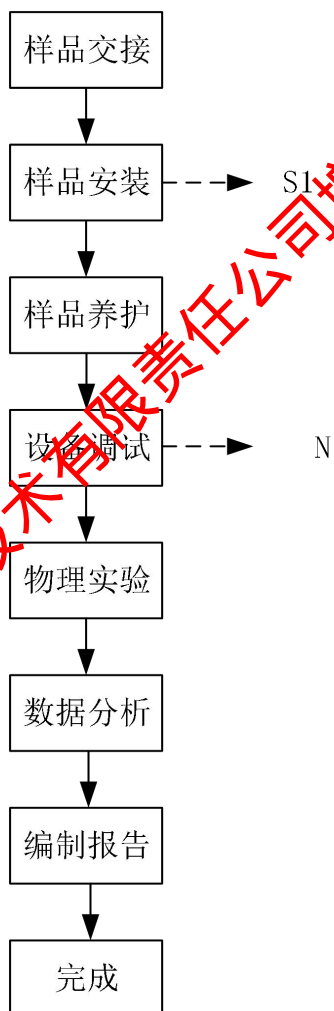 样品交接
样品安装
S1
样品养护
设备调试
N
物理实验
数据分析
编制报告
完成
术有限责任公司